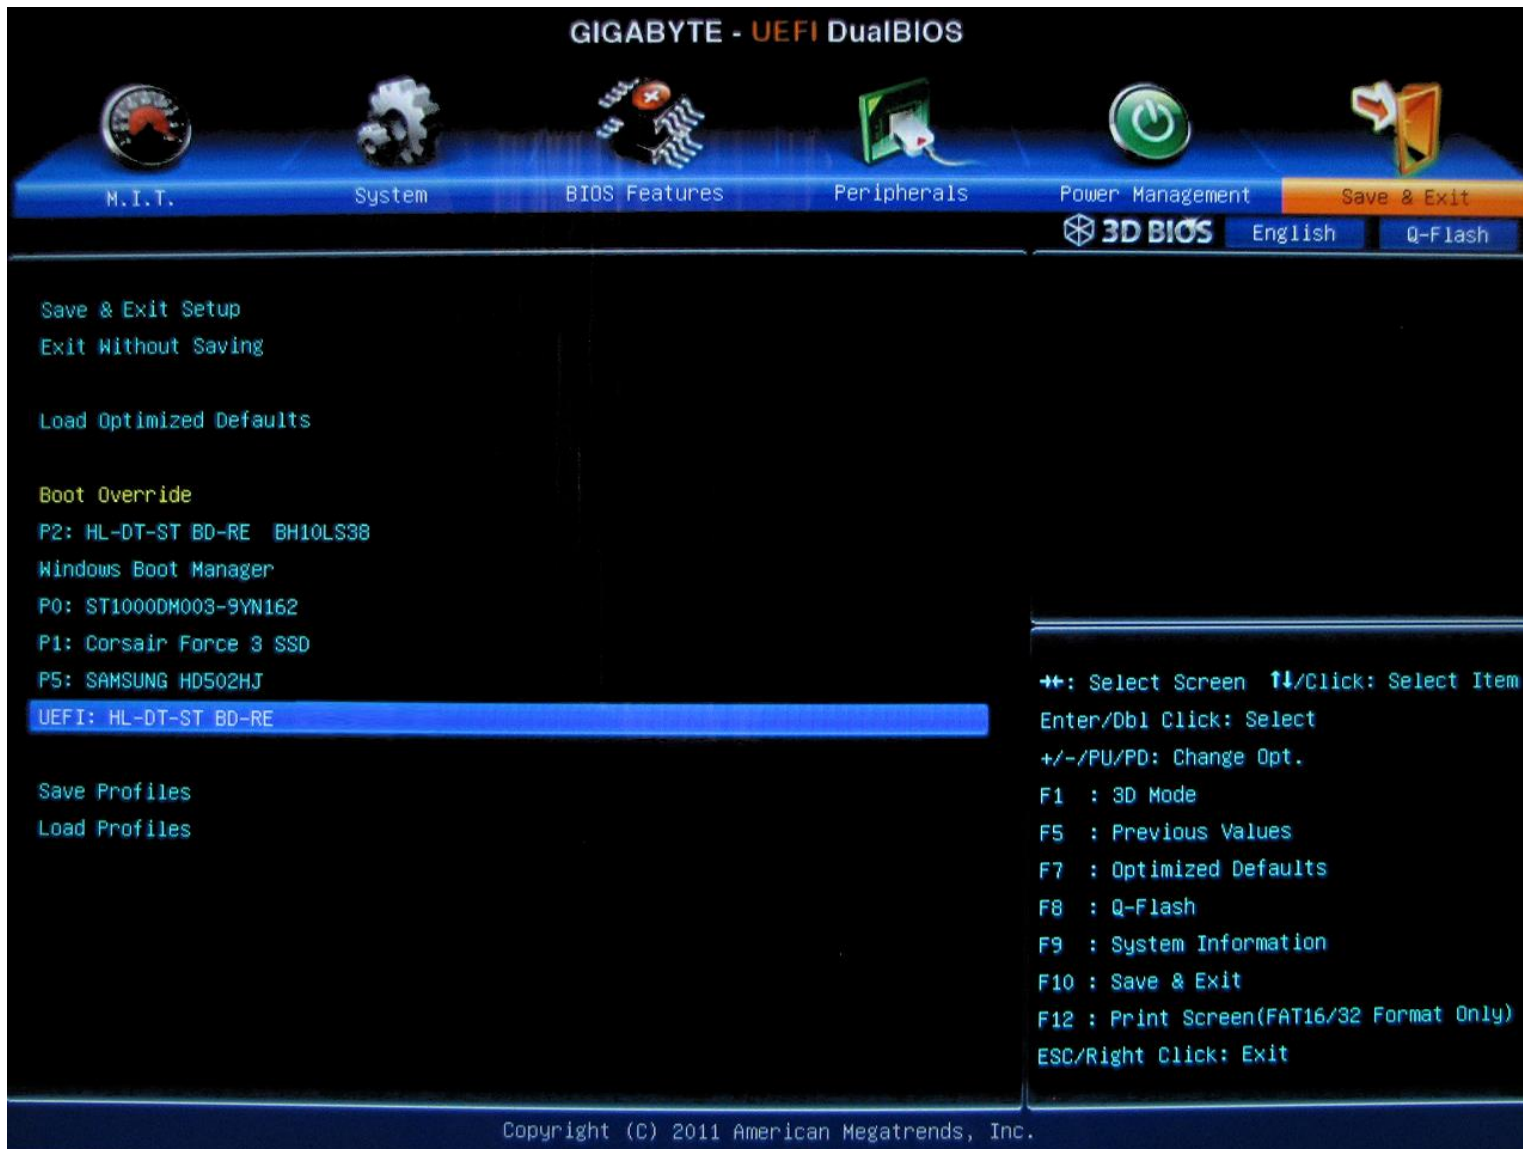 GIGABYTE - UEFI DualBIOS
M.I.T. System BIOS Features Peripherals Power Management Save & Exit
3D BIOS English Q-Flash
Save & Exit Setup
Exit Without Saving
Load Optimized Defaults
Boot Override
P2: HL-DT-ST BD-RE BH10LS38
Windows Boot Manager
P0: ST1000DM003-9YN162
P1: Corsair Force 3 SSD
P5: SAMSUNG HD502HJ
UEFI: HL-DT-ST BD-RE
Save Profiles
Load Profiles
→←: Select Screen ↑↓/Click: Select Item
Enter/Dbl Click: Select
+/-/PU/PD: Change Opt.
F1 : 3D Mode
F5 : Previous Values
F7 : Optimized Defaults
F8 : Q-Flash
F9 : System Information
F10 : Save & Exit
F12 : Print Screen(FAT16/32 Format Only)
ESC/Right Click: Exit
Copyright (C) 2011 American Megatrends, Inc.